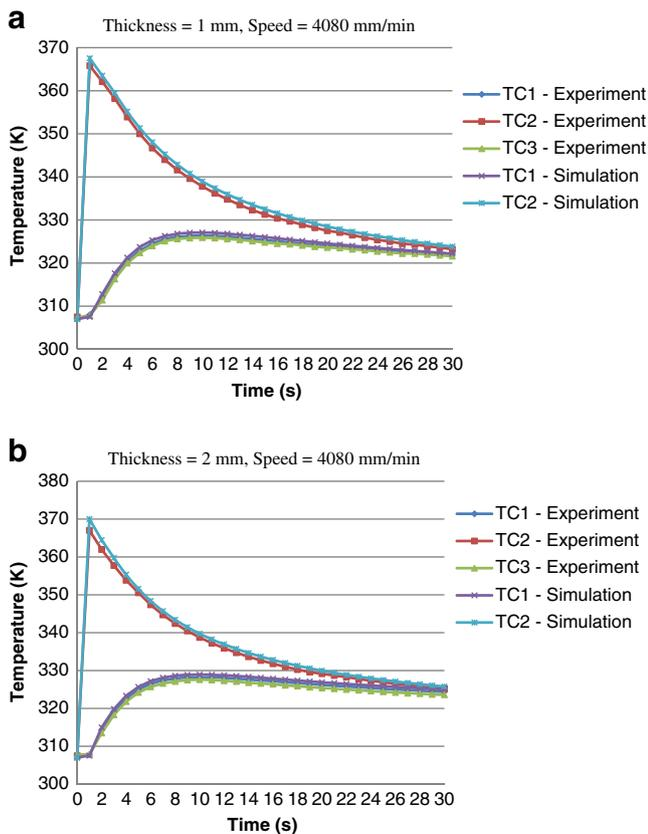 a
Thickness = 1 mm, Speed = 4080 mm/min
370
360
350
340
330
320
310
300
Temperature (K)
0 2 4 6 8 10 12 14 16 18 20 22 24 26 28 30
Time (s)
TC1 - Experiment
TC2 - Experiment
TC3 - Experiment
TC1 - Simulation
TC2 - Simulation
b
Thickness = 2 mm, Speed = 4080 mm/min
380
370
360
350
340
330
320
310
300
Temperature (K)
0 2 4 6 8 10 12 14 16 18 20 22 24 26 28 30
Time (s)
TC1 - Experiment
TC2 - Experiment
TC3 - Experiment
TC1 - Simulation
TC2 - Simulation